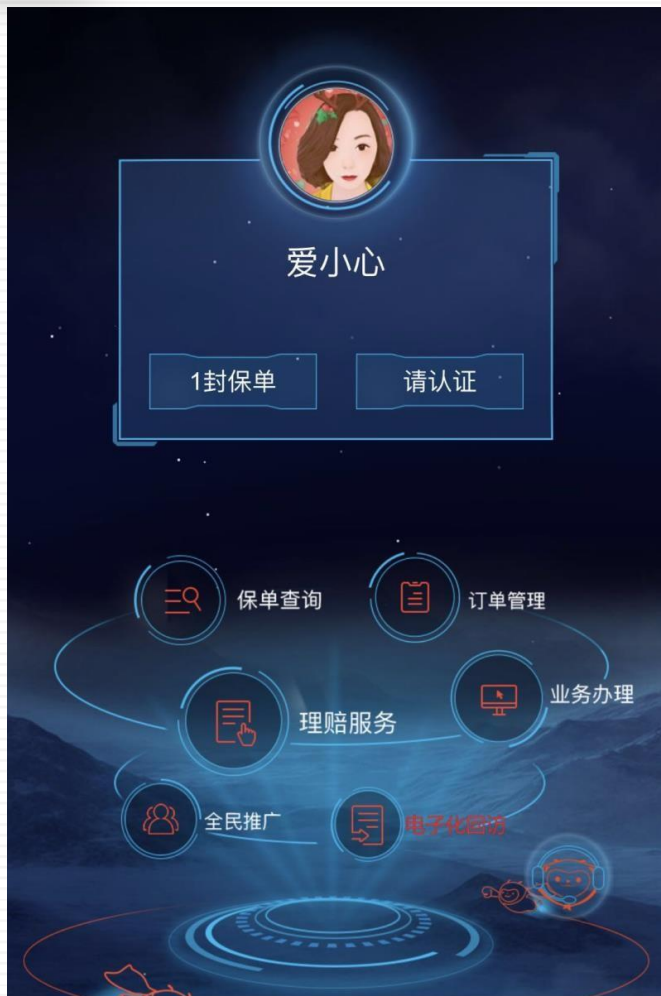 爱小心
1封保单
请认证
保单查询
订单管理
理赔服务
业务办理
全民推广
电子化回访